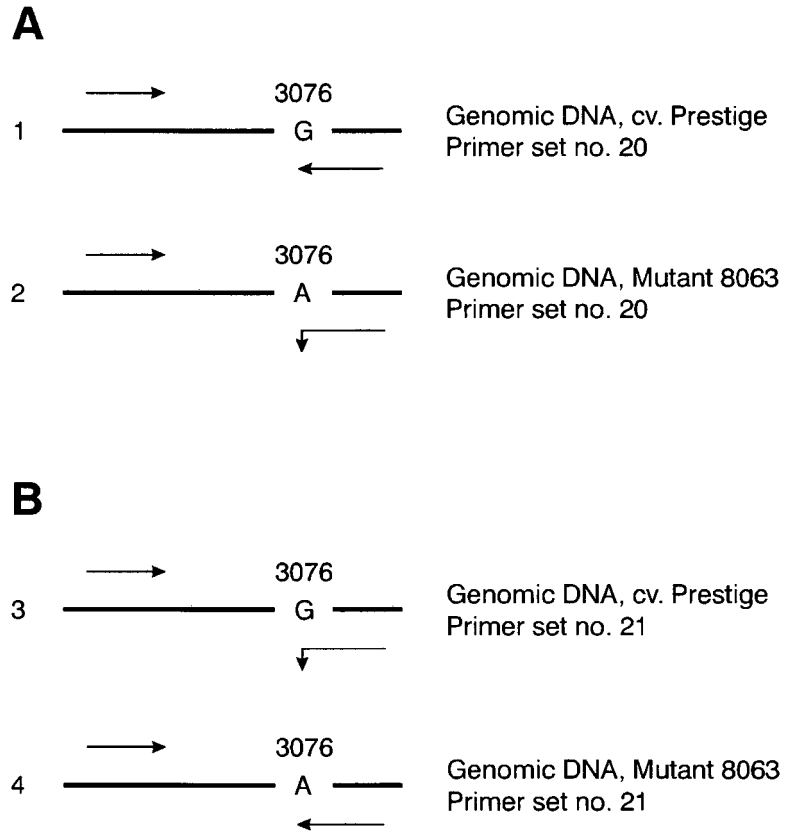 A
3076
1 G
Genomic DNA, cv. Prestige
Primer set no. 20
3076
2 A
Genomic DNA, Mutant 8063
Primer set no. 20
B
3076
3 G
Genomic DNA, cv. Prestige
Primer set no. 21
3076
4 A
Genomic DNA, Mutant 8063
Primer set no. 21